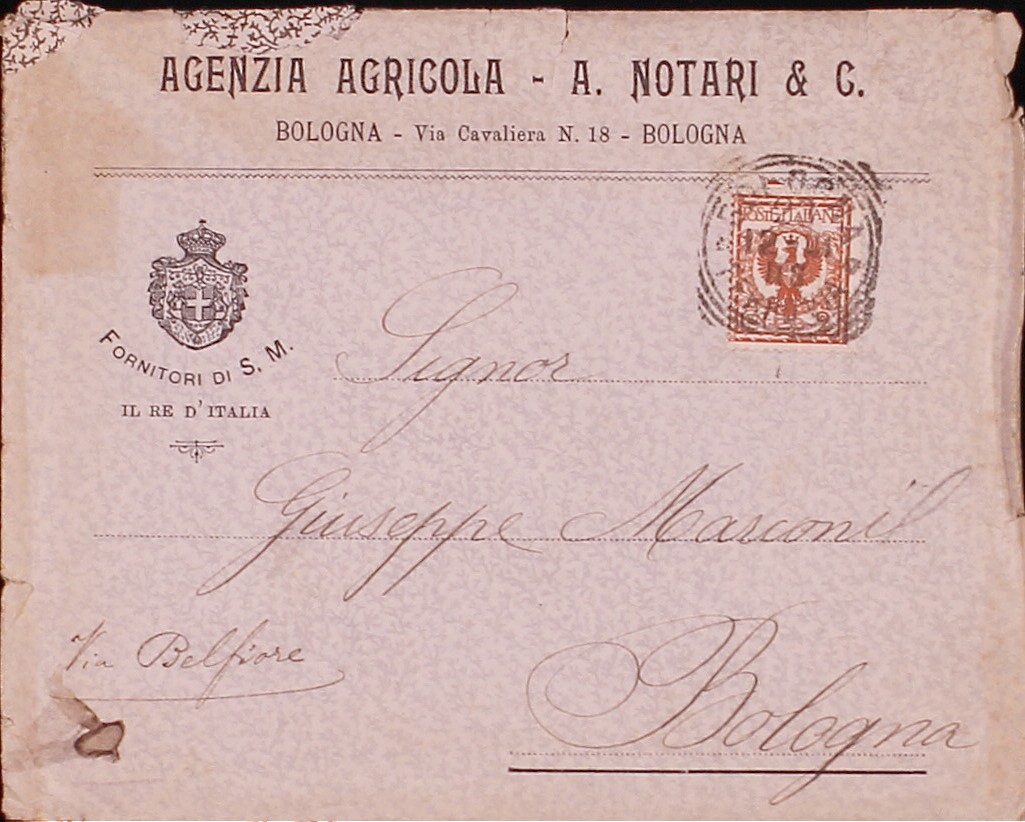 AGENZIA AGRICOLA - A. NOTARI & C.
BOLOGNA - Via Cavaliera N. 18 - BOLOGNA
POSTE ITALIANE
FORNITORI DI S. M.
IL RE D'ITALIA
Signor
Giuseppe Marconi
Via Belfiore
Bologna